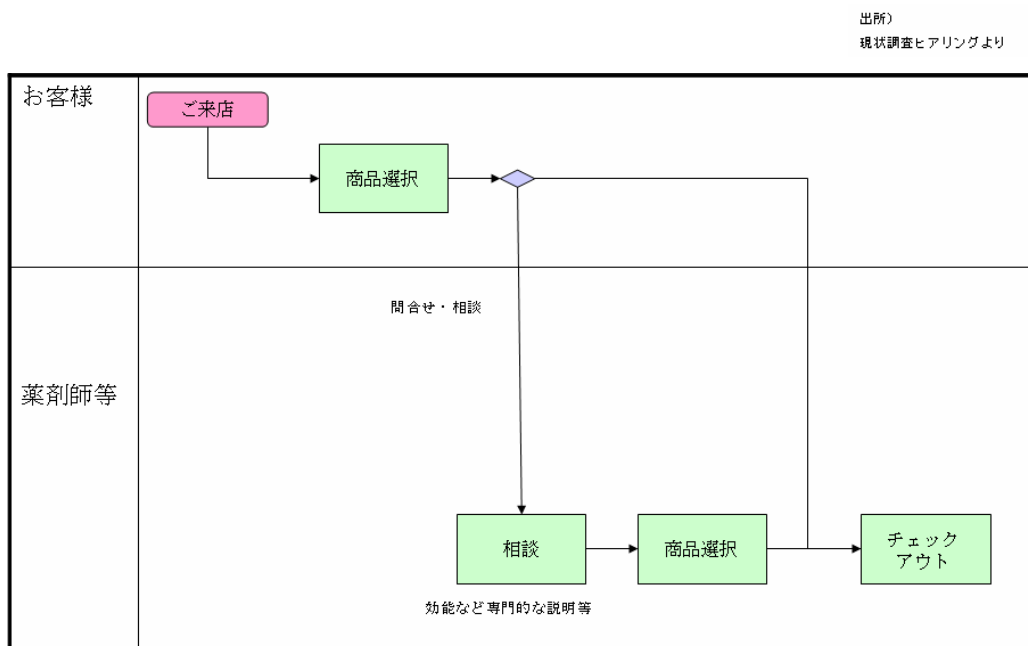 出所）
現状調査ヒアリングより
お客様
ご来店
商品選択
問合せ・相談
薬剤師等
相談
商品選択
チェック
アウト
効能など専門的な説明等